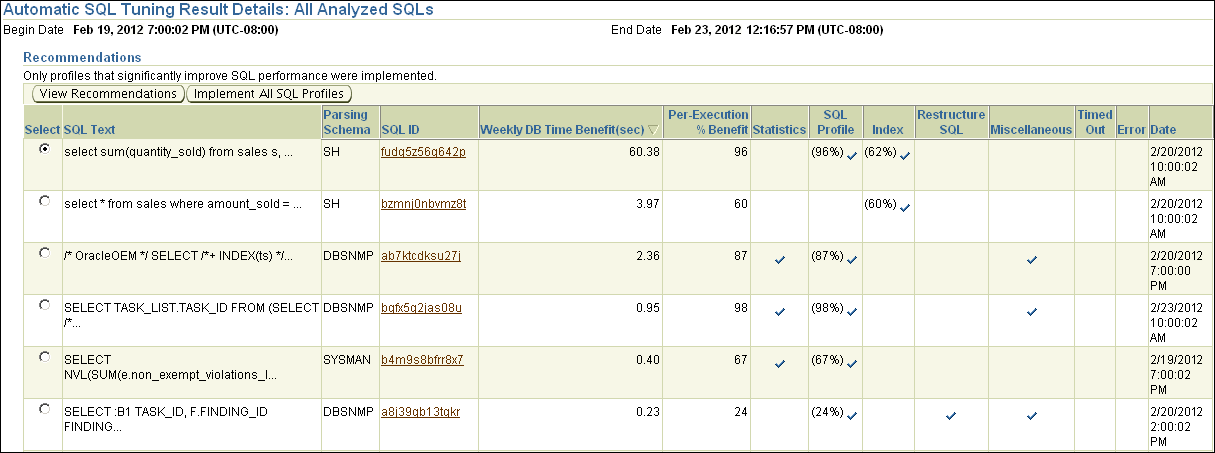 Automatic SQL Tuning Result Details: All Analyzed SQLs
Begin Date Feb 19, 2012 7:00:02 PM (UTC-08:00) End Date Feb 23, 2012 12:16:57 PM (UTC-08:00)
Recommendations
Only profiles that significantly improve SQL performance were implemented.
View Recommendations Implement All SQL Profiles
Select SQL Text Parsing Schema SQL ID Weekly DB Time Benefit(sec) Per-Execution % Benefit Statistics SQL Profile Index Restructure SQL Miscellaneous Timed Out Error Date
select sum(quantity_sold) from sales s, ... SH fudq5z56q642p 60.38 96 (96%) (62%) 2/20/2012 10:00:02 AM
select * from sales where amount_sold = ... SH bzmnj0nbvmz8t 3.97 60 (60%) 2/20/2012 10:00:02 AM
/* OracleOEM */ SELECT /*+ INDEX(ts) */... DBSNMP ab7ktcdksu27j 2.36 87 (87%) 2/20/2012 7:00:00 PM
SELECT TASK_LIST.TASK_ID FROM (SELECT /*... DBSNMP bqfx5q2jas08u 0.95 98 (98%) 2/23/2012 10:00:02 AM
SELECT NVL(SUM(e.non_exempt_violations_l... SYSMAN b4m9s8bfrr8x7 0.40 67 (67%) 2/19/2012 7:00:02 PM
SELECT :B1 TASK_ID, F.FINDING_ID FINDING... DBSNMP a8j39qb13tqkr 0.23 24 (24%) 2/20/2012 2:00:02 PM